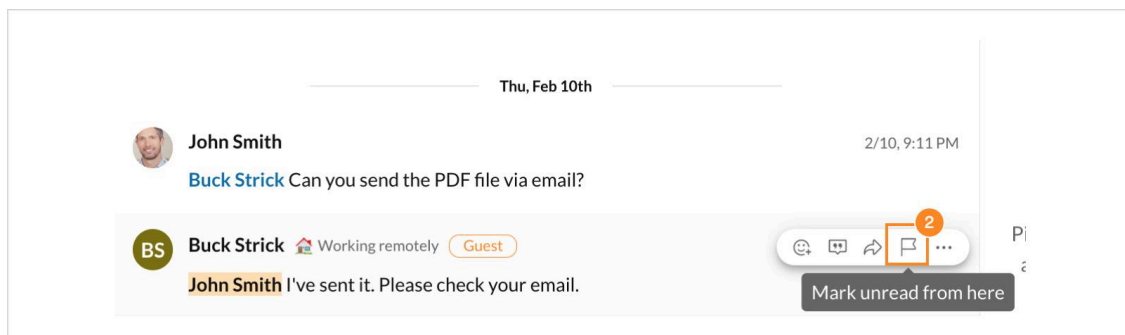 Thu, Feb 10th
John Smith 2/10, 9:11 PM
Buck Strick Can you send the PDF file via email?
BS Buck Strick Working remotely Guest 2
Pi
John Smith I've sent it. Please check your email.
Mark unread from here